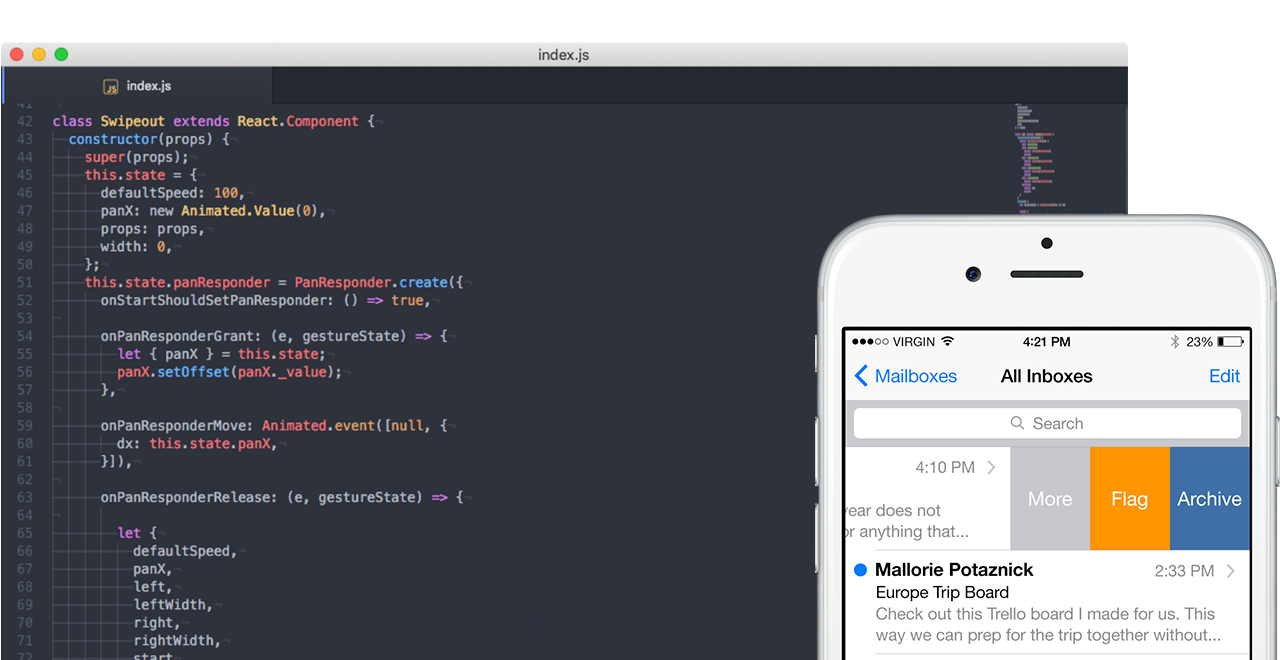 index.js
index.js
41
42 class Swipeout extends React.Component {
43 constructor(props) {
44 super(props);
45 this.state = {
46 defaultSpeed: 100,
47 panX: new Animated.Value(0),
48 props: props,
49 width: 0,
50 };
51 this.state.panResponder = PanResponder.create({
52 onStartShouldSetPanResponder: () => true,
53
54 onPanResponderGrant: (e, gestureState) => {
55 let { panX } = this.state;
56 panX.setOffset(panX._value);
57 },
58
59 onPanResponderMove: Animated.event([null, {
60 dx: this.state.panX,
61 }]),
62
63 onPanResponderRelease: (e, gestureState) => {
64
65 let {
66 defaultSpeed,
67 panX,
68 left,
69 leftWidth,
70 right,
71 rightWidth,
72 start
VIRGIN 4:21 PM 23%
Mailboxes All Inboxes Edit
Search
4:10 PM
More Flag Archive
year does not
or anything that...
Mallorie Potaznick 2:33 PM
Europe Trip Board
Check out this Trello board I made for us. This
way we can prep for the trip together without...